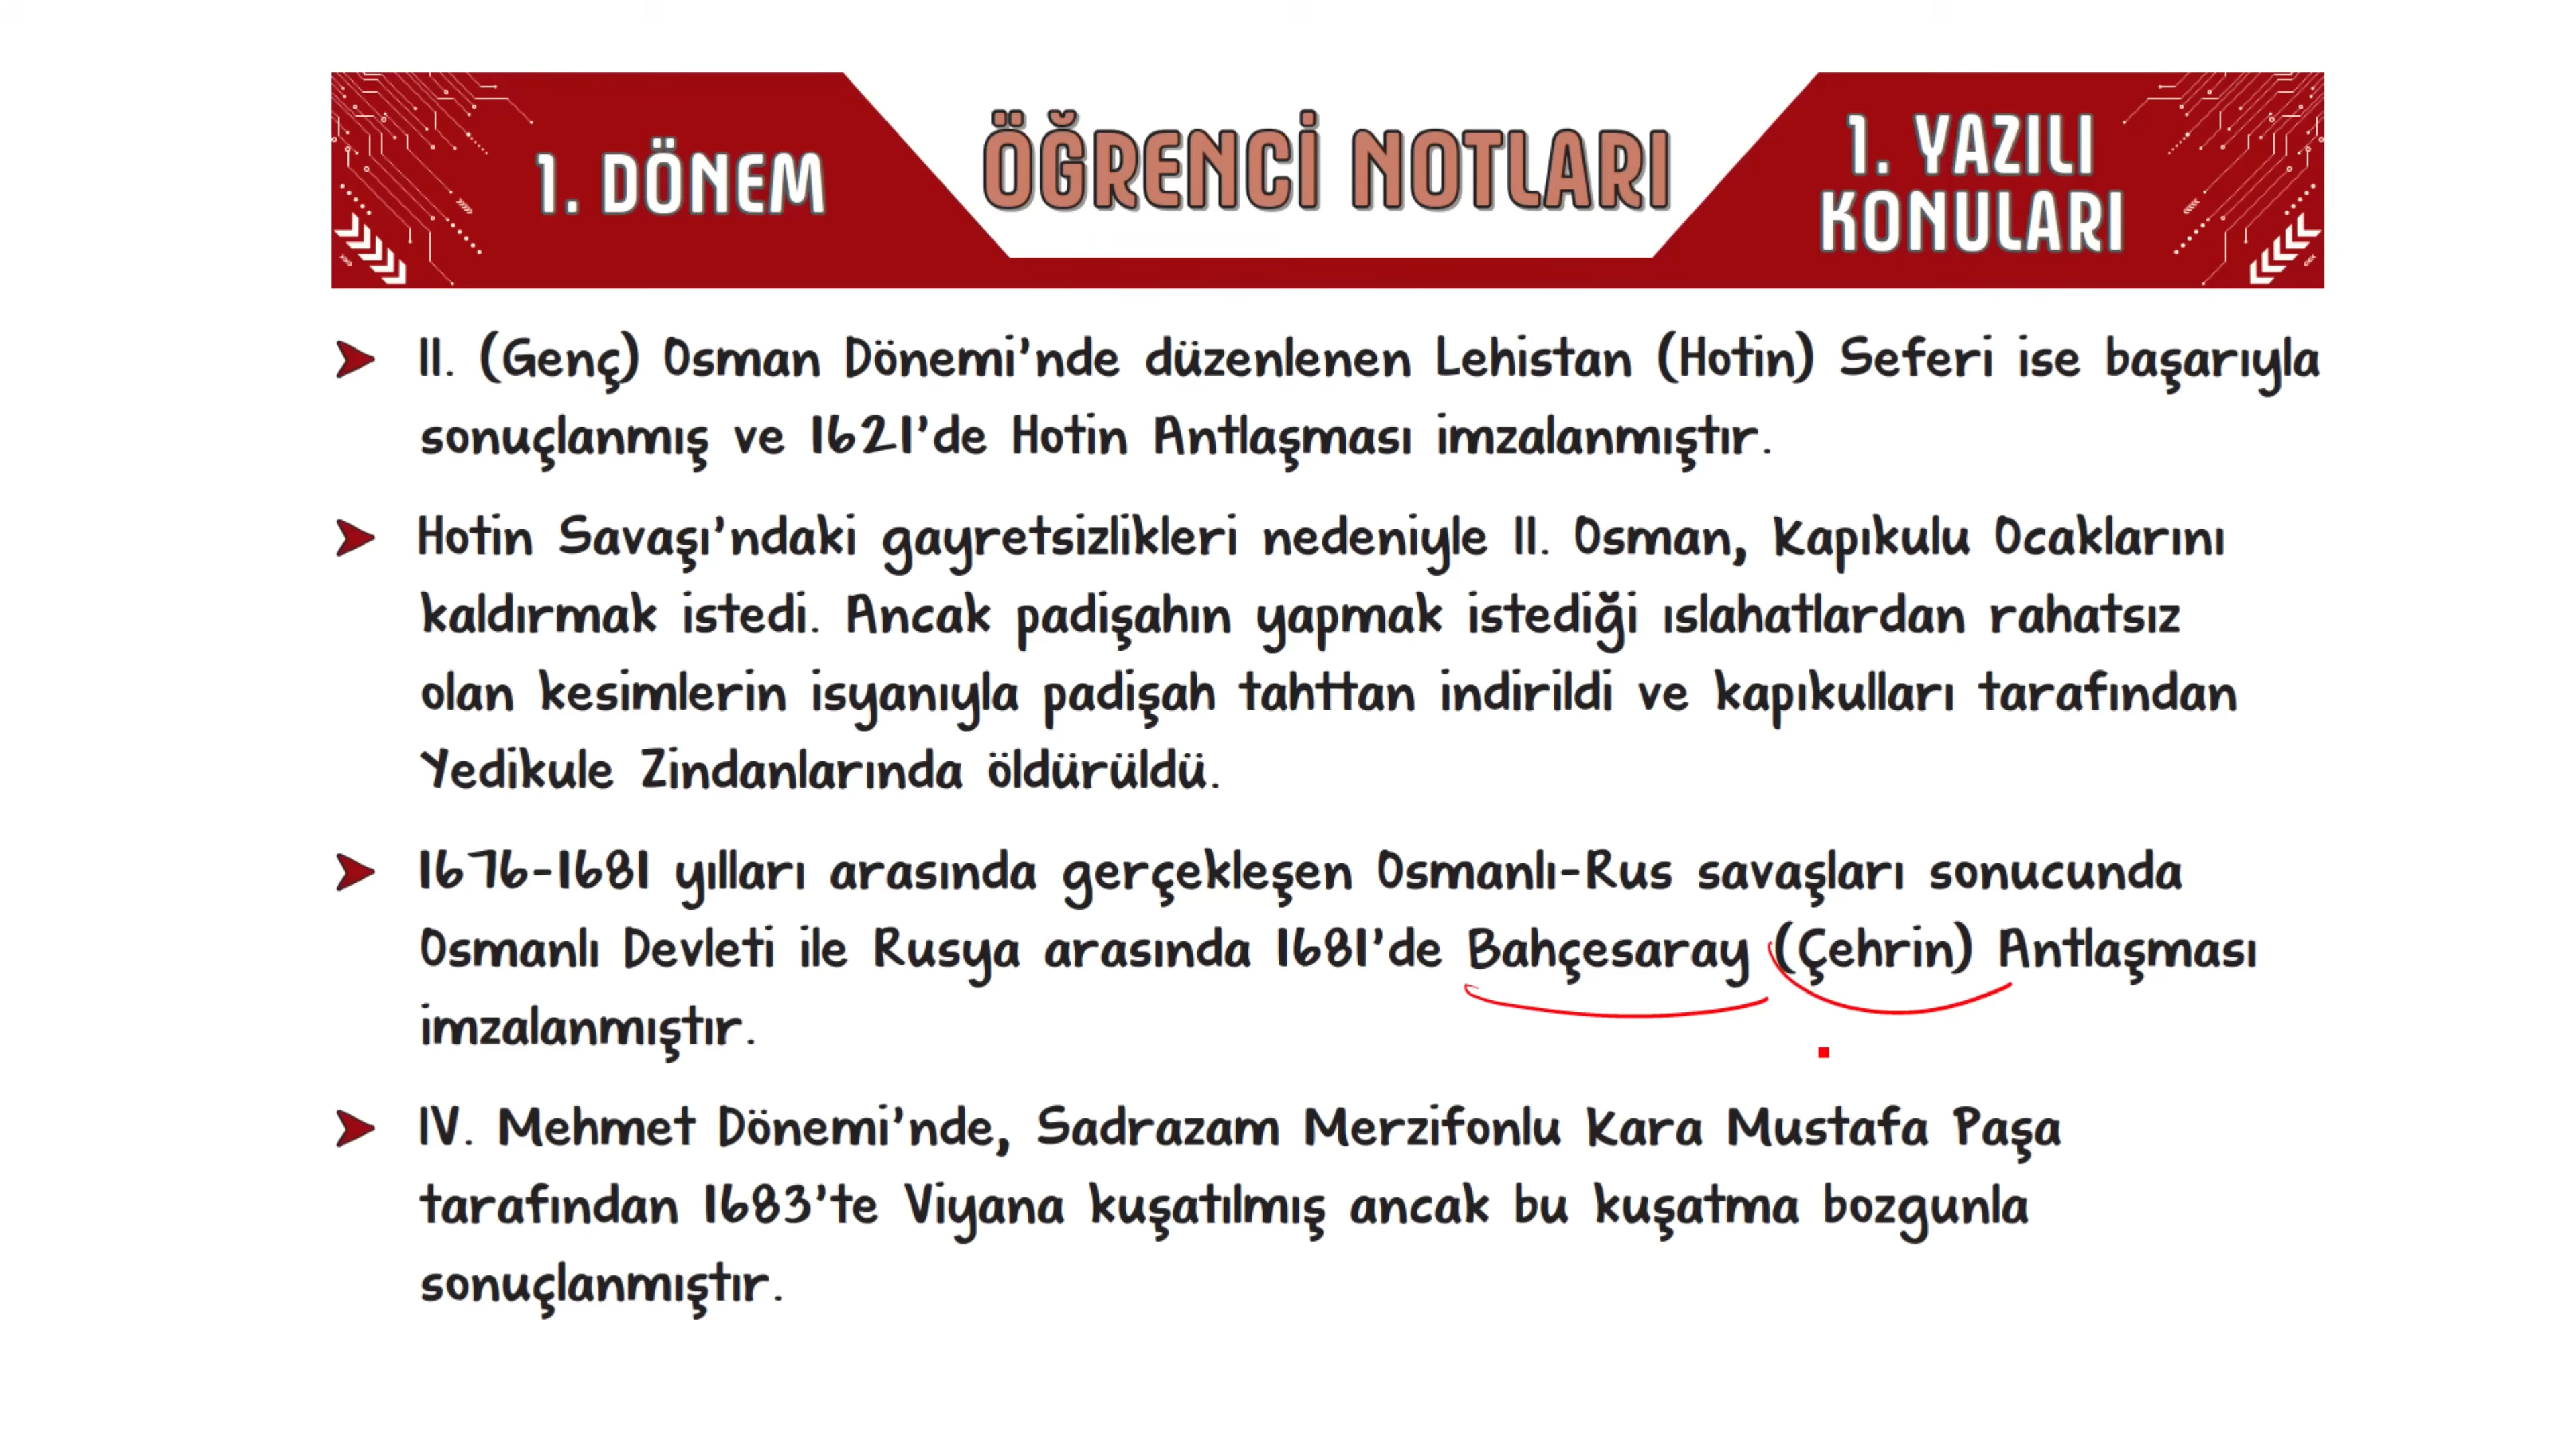 1. DÖNEM
ÖĞRENCİ NOTLARI
1. YAZILI
KONULARI
II. (Genç) Osman Dönemi'nde düzenlenen Lehistan (Hotin) Seferi ise başarıyla
sonuçlanmış ve 1621'de Hotin Antlaşması imzalanmıştır.
Hotin Savaşı'ndaki gayretsizlikleri nedeniyle II. Osman, Kapıkulu Ocaklarını
kaldırmak istedi. Ancak padişahın yapmak istediği ıslahatlardan rahatsız
olan kesimlerin isyanıyla padişah tahttan indirildi ve kapıkulları tarafından
Yedikule Zindanlarında öldürüldü.
1676-1681 yılları arasında gerçekleşen Osmanlı-Rus savaşları sonucunda
Osmanlı Devleti ile Rusya arasında 1681'de Bahçesaray (Çehrin) Antlaşması
imzalanmıştır.
IV. Mehmet Dönemi'nde, Sadrazam Merzifonlu Kara Mustafa Paşa
tarafından 1683'te Viyana kuşatılmış ancak bu kuşatma bozgunla
sonuçlanmıştır.